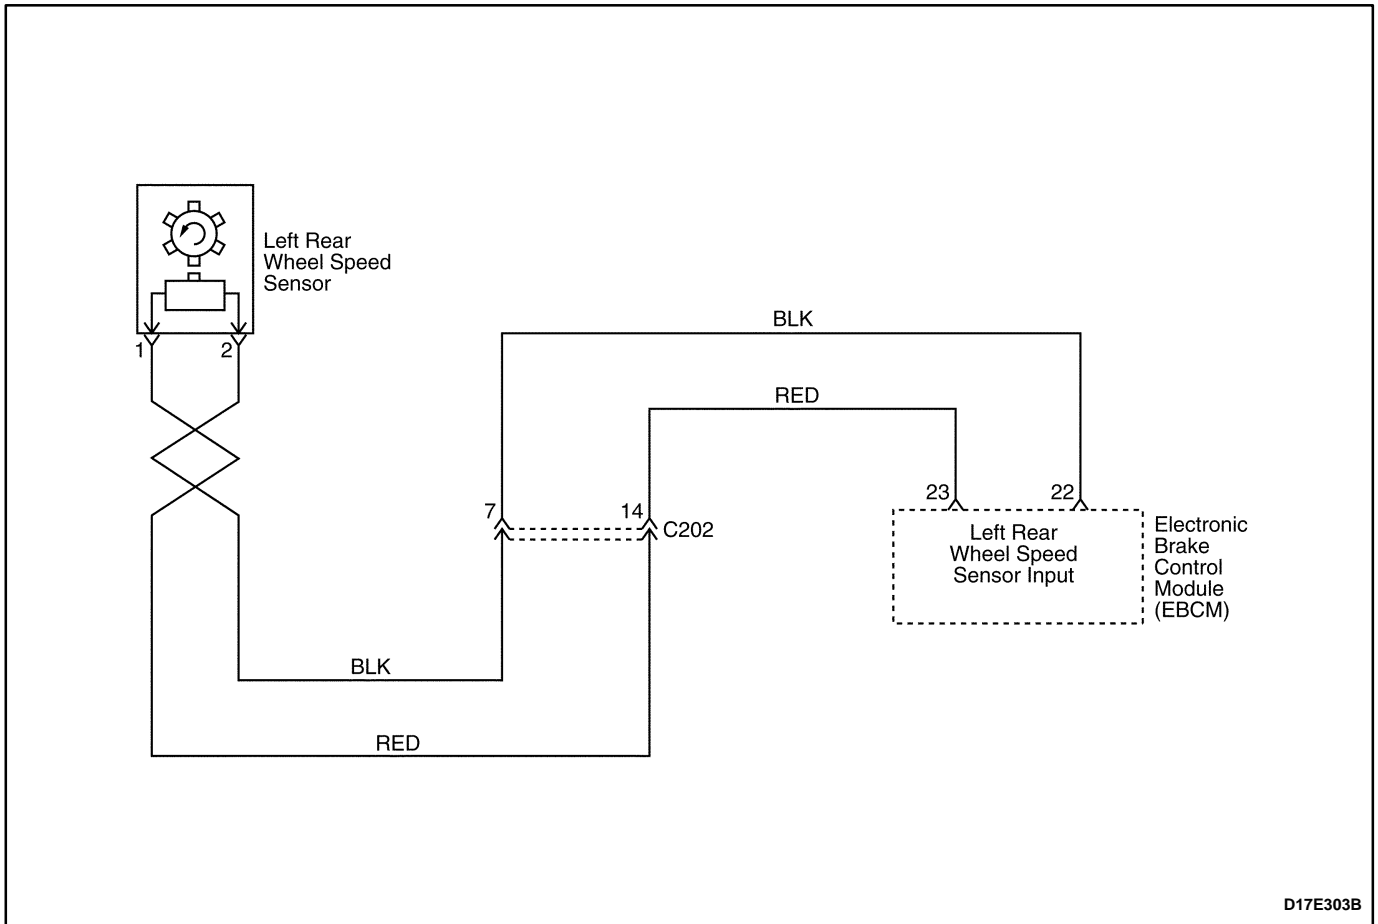 Left Rear
Wheel Speed
Sensor
1
2
BLK
RED
7
14
C202
23
22
Left Rear
Wheel Speed
Sensor Input
Electronic
Brake
Control
Module
(EBCM)
BLK
RED
D17E303B